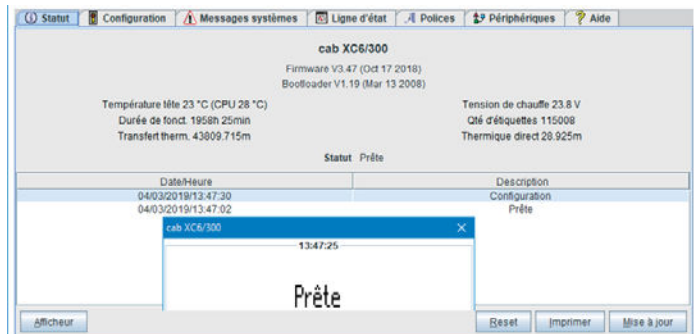 Statut Configuration Messages systèmes Ligne d'état Polices Périphériques Aide
cab XC6/300
Firmware V3.47 (Oct 17 2018)
Bootloader V1.19 (Mar 13 2008)
Température tête 23 °C (CPU 28 °C) Tension de chauffe 23.8 V
Durée de fonct. 1958h 25min Qté d'étiquettes 115008
Transfert therm. 43809.715m Thermique direct 28.925m
Statut Prête
Date/Heure Description
04/03/2019/13:47:30 Configuration
04/03/2019/13:47:02 Prête
cab XC6/300
13:47:25
Prête
Afficheur Reset Imprimer Mise à jour